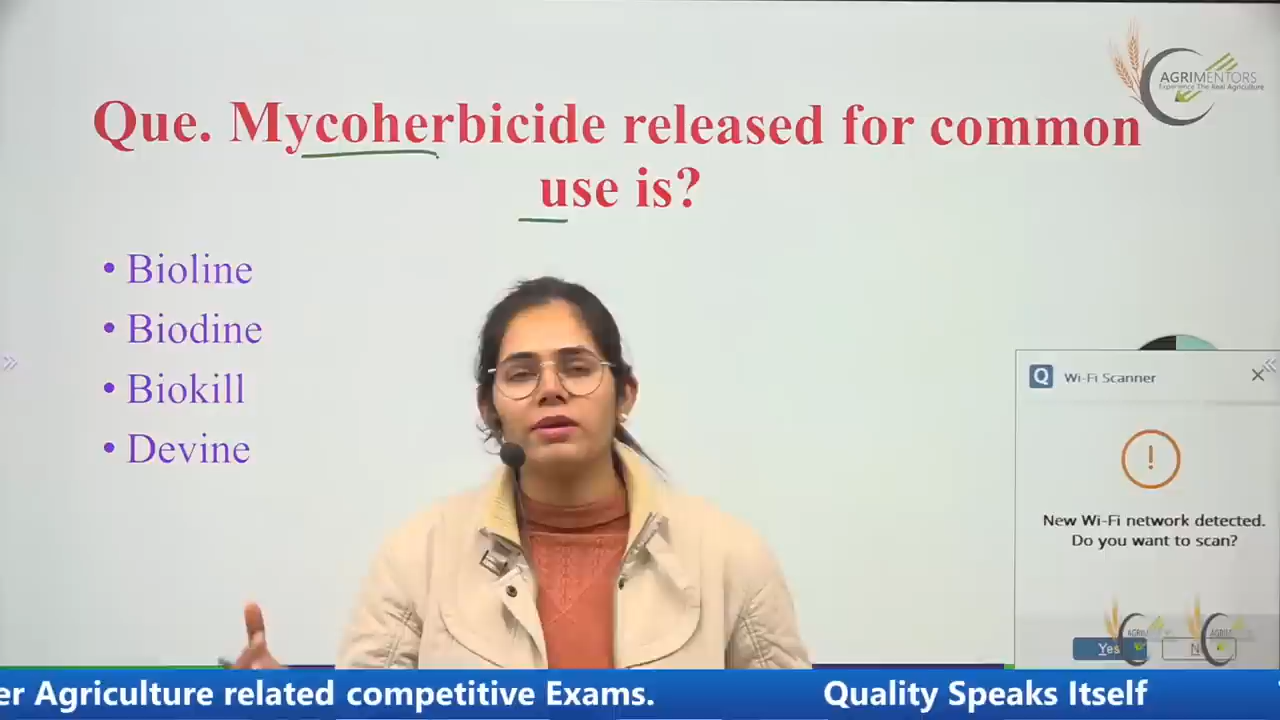 AGRIMENTORS
Experience The Real Agriculture
Que. Mycoherbicide released for common
use is?
• Bioline
• Biodine
• Biokill
• Devine
Wi-Fi Scanner
New Wi-Fi network detected.
Do you want to scan?
Yes
er Agriculture related competitive Exams.
Quality Speaks Itself